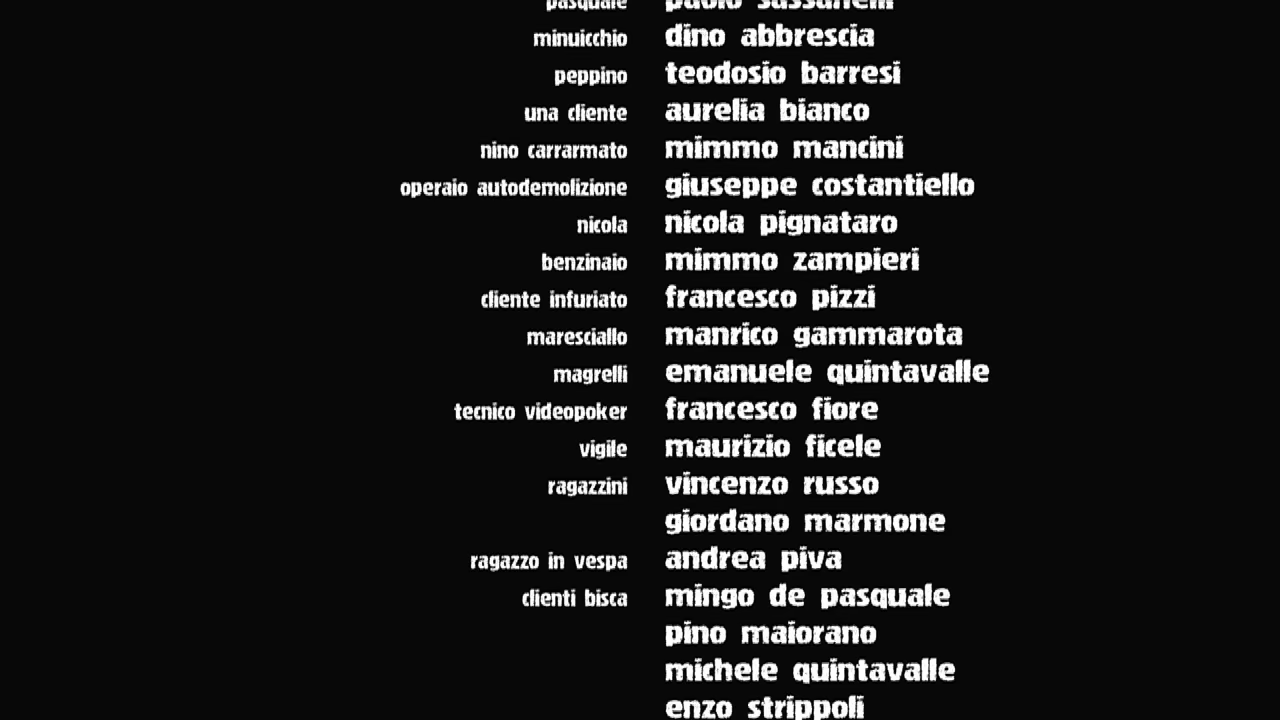 pasquale paolo sassanelli
minuicchio dino abbrescia
peppino teodosio barresi
una cliente aurelia bianco
nino carrarmato mimmo mancini
operaio autodemolizione giuseppe costantiello
nicola nicola pignataro
benzinaio mimmo zampieri
cliente infuriato francesco pizzi
maresciallo manrico gammarota
magrelli emanuele quintavalle
tecnico videopoker francesco fiore
vigile maurizio ficele
ragazzini vincenzo russo
giordano marmone
ragazzo in vespa andrea piva
clienti bisca mingo de pasquale
pino maiorano
michele quintavalle
enzo strippoli